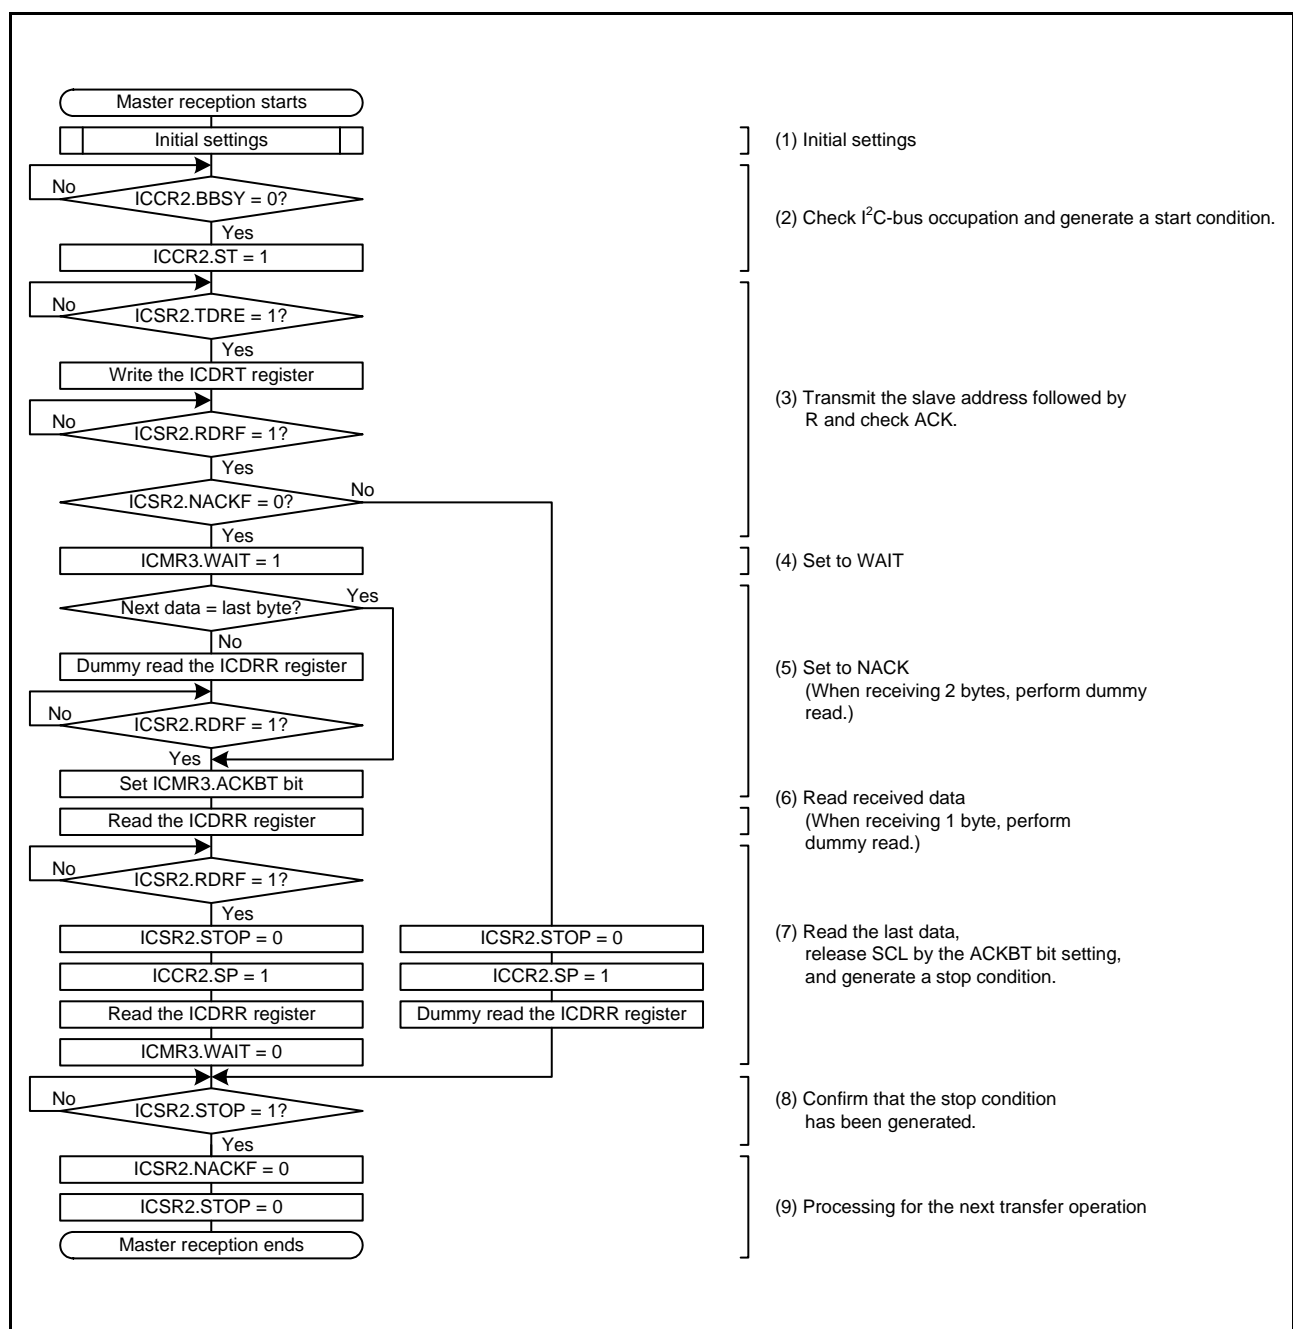 Master reception starts
Initial settings
(1) Initial settings
No
ICCR2.BBSY = 0?
Yes
(2) Check I²C-bus occupation and generate a start condition.
ICCR2.ST = 1
No
ICSR2.TDRE = 1?
Yes
Write the ICDRT register
No
ICSR2.RDRF = 1?
Yes
(3) Transmit the slave address followed by
R and check ACK.
ICSR2.NACKF = 0?
No
Yes
ICMR3.WAIT = 1
(4) Set to WAIT
Next data = last byte?
Yes
No
Dummy read the ICDRR register
No
ICSR2.RDRF = 1?
Yes
Set ICMR3.ACKBT bit
(5) Set to NACK
(When receiving 2 bytes, perform dummy
read.)
Read the ICDRR register
(6) Read received data
(When receiving 1 byte, perform
dummy read.)
No
ICSR2.RDRF = 1?
Yes
ICSR2.STOP = 0
ICCR2.SP = 1
Read the ICDRR register
ICMR3.WAIT = 0
ICSR2.STOP = 0
ICCR2.SP = 1
Dummy read the ICDRR register
(7) Read the last data,
release SCL by the ACKBT bit setting,
and generate a stop condition.
No
ICSR2.STOP = 1?
Yes
(8) Confirm that the stop condition
has been generated.
ICSR2.NACKF = 0
ICSR2.STOP = 0
(9) Processing for the next transfer operation
Master reception ends